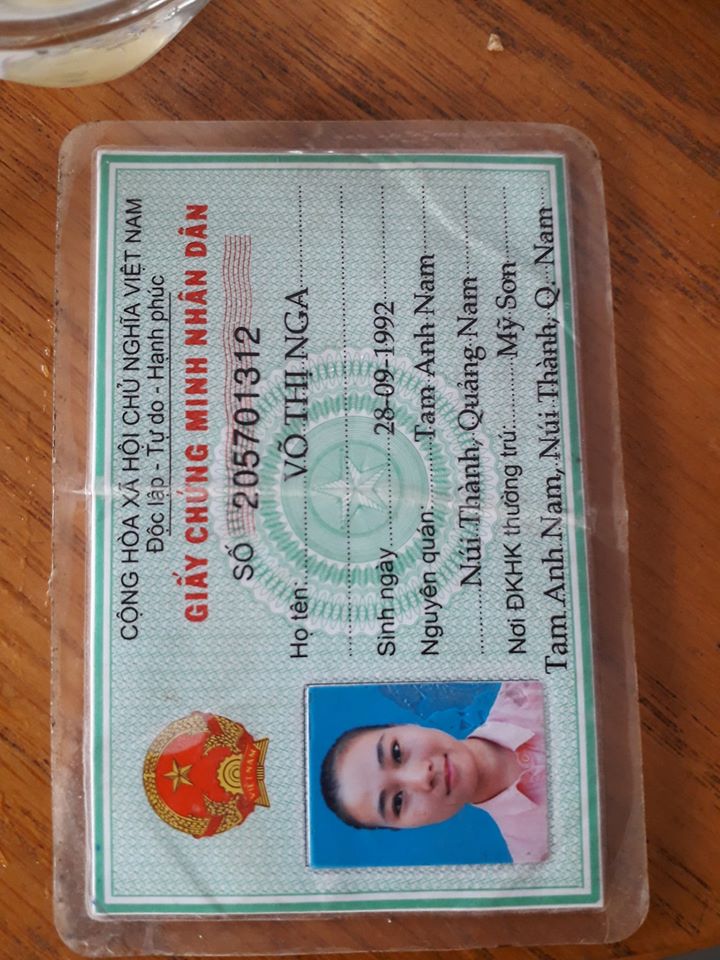 CỘNG HÒA XÃ HỘI CHỦ NGHĨA VIỆT NAM
Độc lập - Tự do - Hạnh phúc
GIẤY CHỨNG MINH NHÂN DÂN
SỐ 205701312
Họ tên: VÕ THỊ NGA
Sinh ngày 28-09-1992
Nguyên quán: Tam Anh Nam
Núi Thành, Quảng Nam
Nơi ĐKHK thường trú: Mỹ Sơn
Tam Anh Nam, Núi Thành, Q. Nam
VIỆT NAM